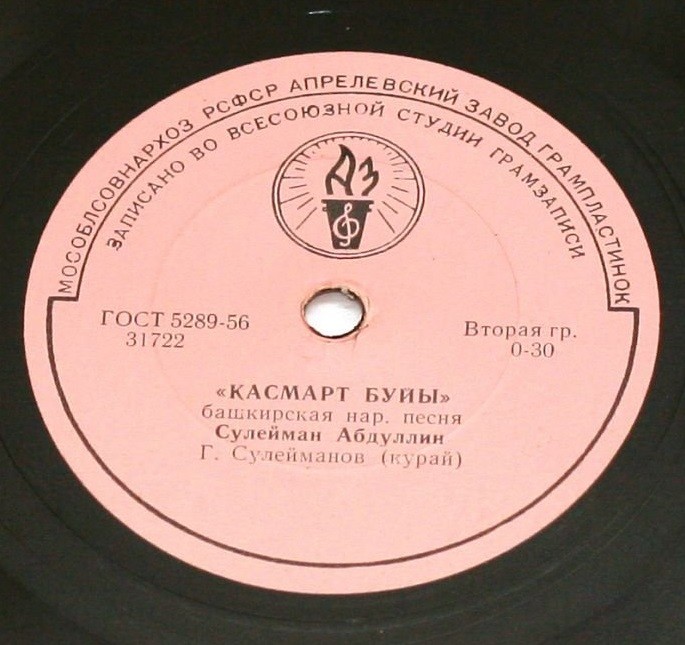 МОСОБЛСОВНАРХОЗ РСФСР АПРЕЛЕВСКИЙ ЗАВОД ГРАМПЛАСТИНОК
ЗАПИСАНО ВО ВСЕСОЮЗНОЙ СТУДИИ ГРАМЗАПИСИ
АЗ
ГОСТ 5289-56
31722
Вторая гр.
0-30
«КАСМАРТ БУЙЫ»
башкирская нар. песня
Сулейман Абдуллин
Г. Сулейманов (курай)